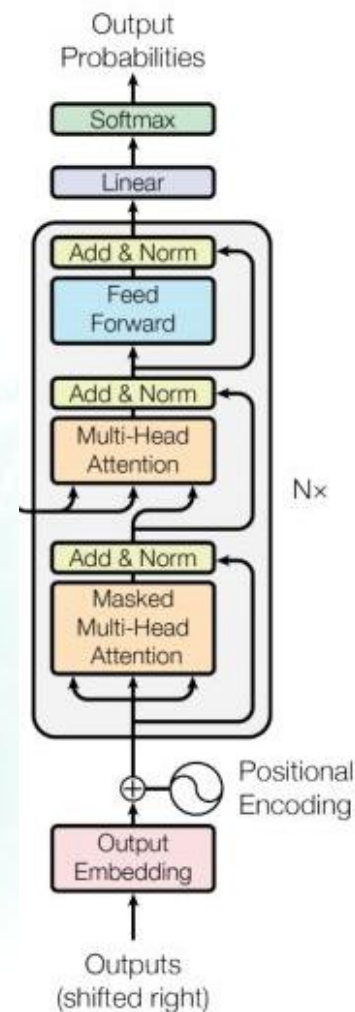 Output
Probabilities
Softmax
Linear
Add & Norm
Feed
Forward
Add & Norm
Multi-Head
Attention
N×
Add & Norm
Masked
Multi-Head
Attention
Positional
Encoding
Output
Embedding
Outputs
(shifted right)